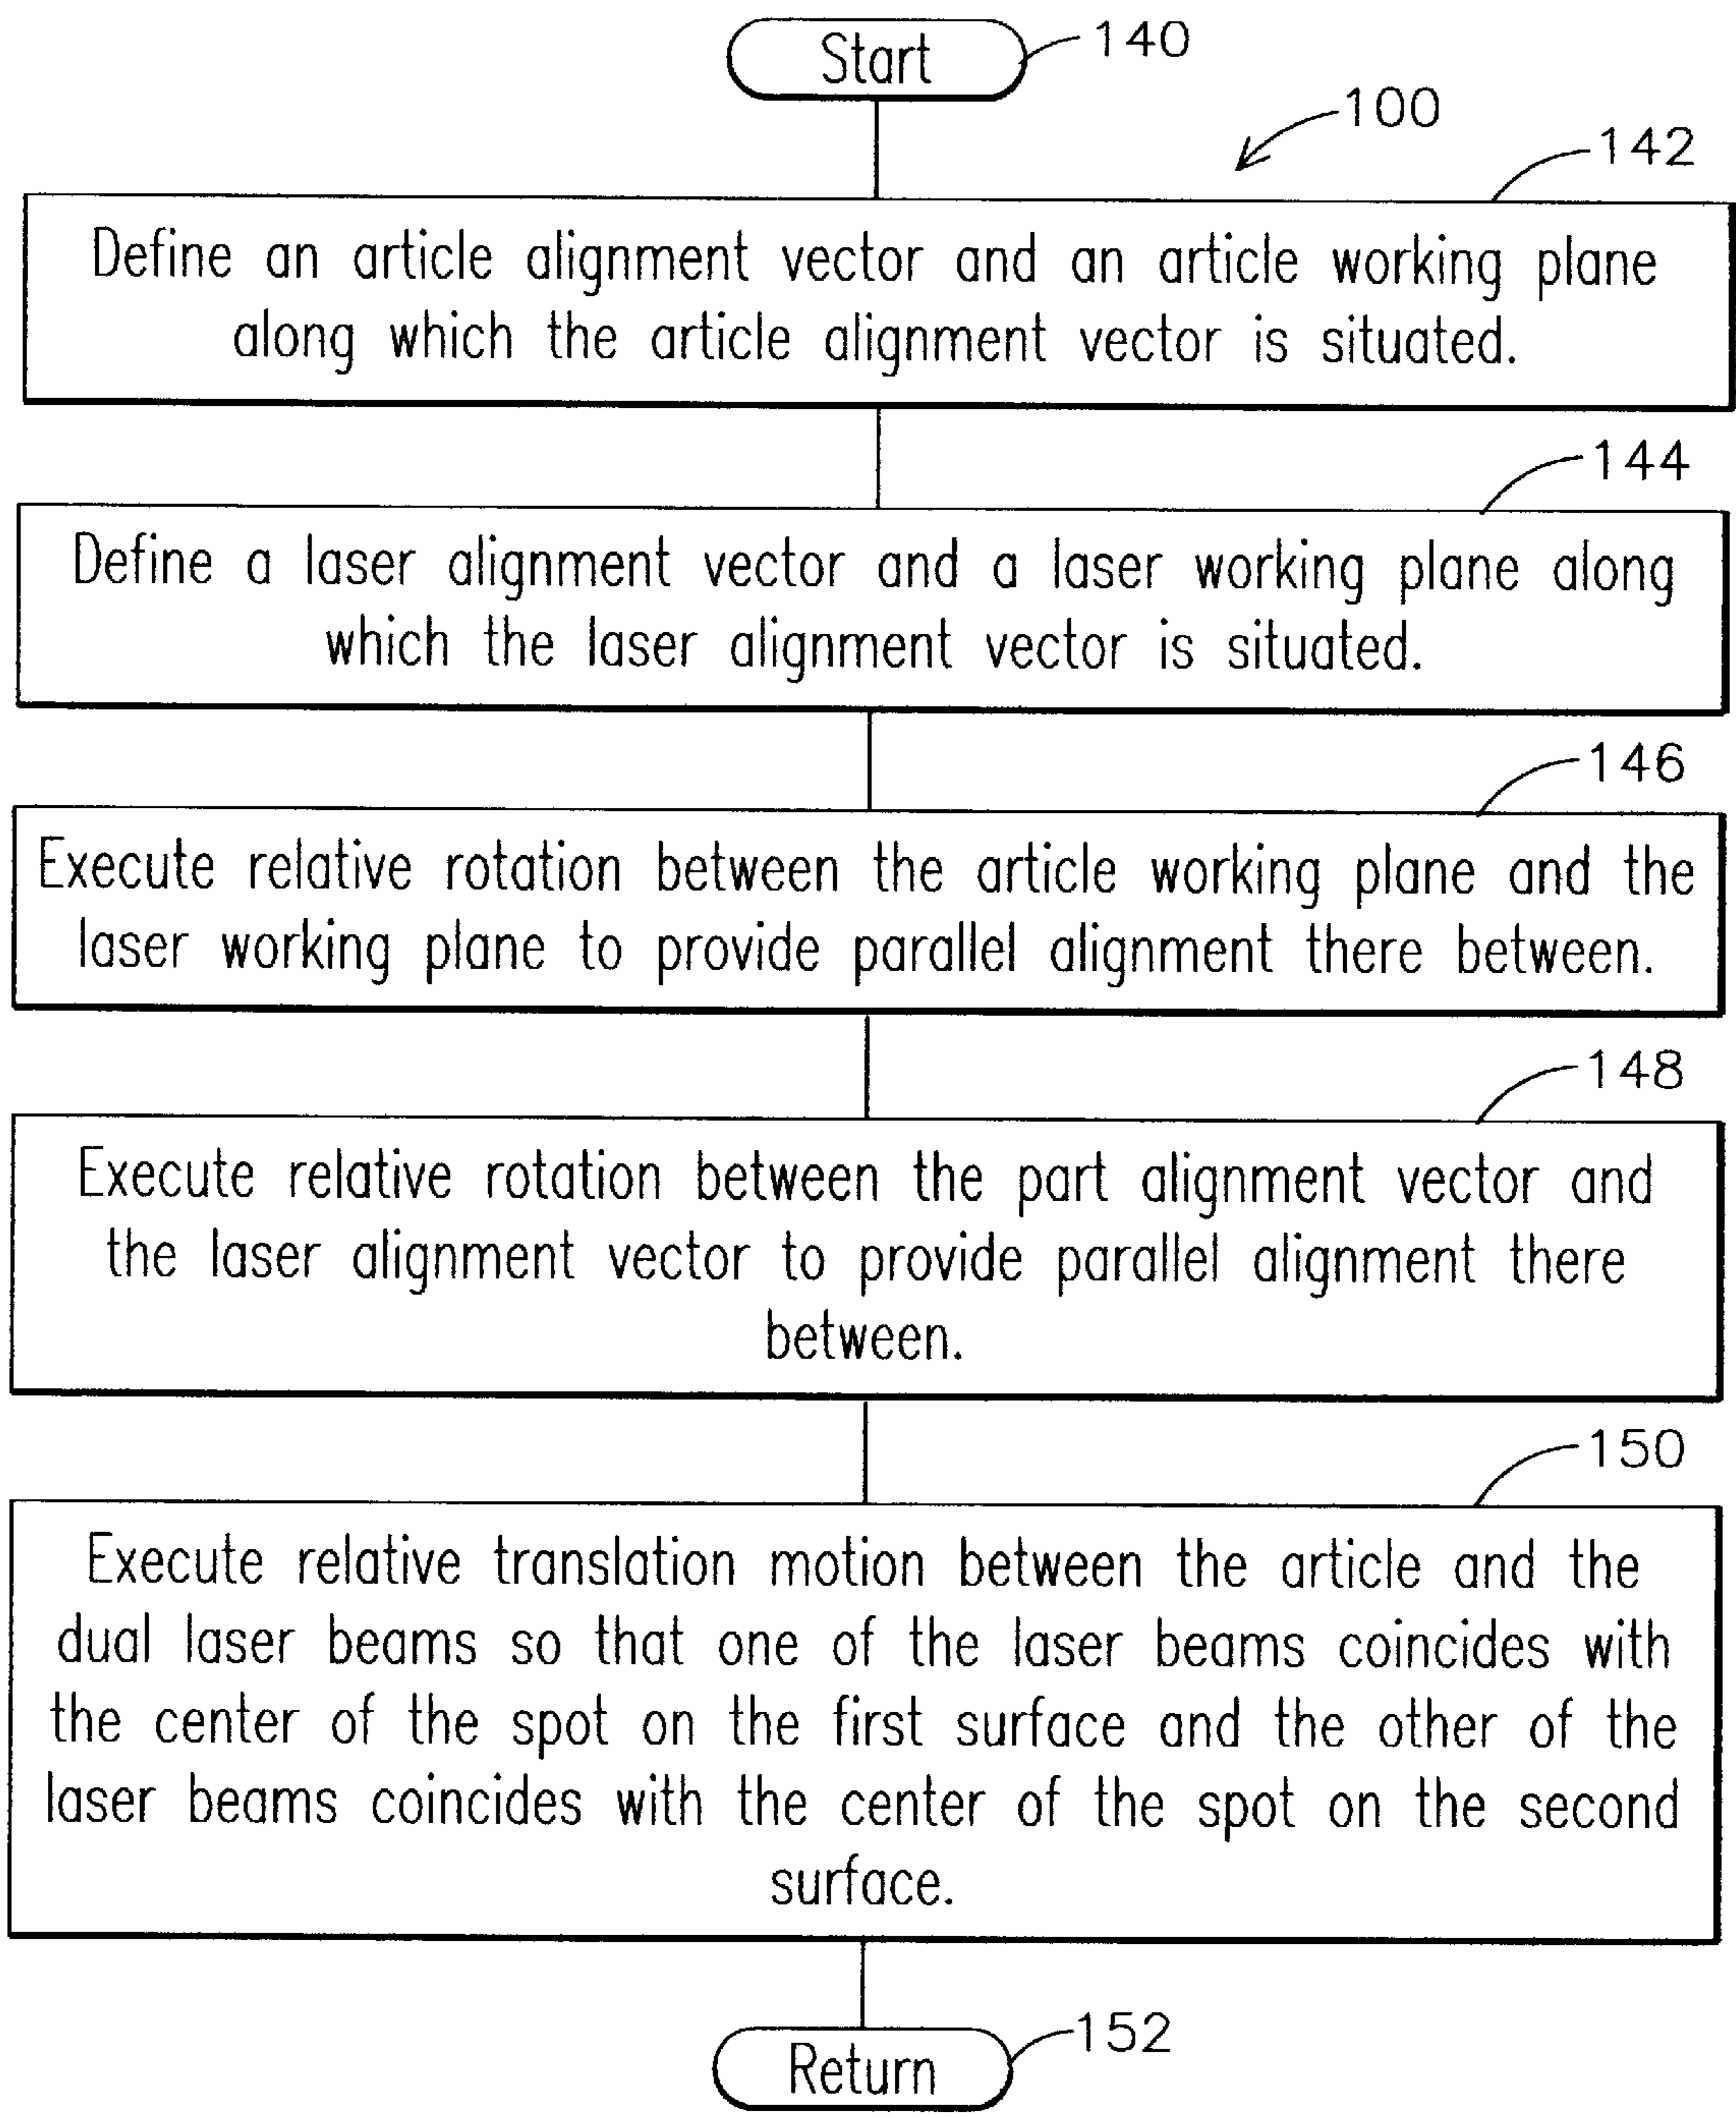 Start
140
100
142
Define an article alignment vector and an article working plane
along which the article alignment vector is situated.
144
Define a laser alignment vector and a laser working plane along
which the laser alignment vector is situated.
146
Execute relative rotation between the article working plane and the
laser working plane to provide parallel alignment there between.
148
Execute relative rotation between the part alignment vector and
the laser alignment vector to provide parallel alignment there
between.
150
Execute relative translation motion between the article and the
dual laser beams so that one of the laser beams coincides with
the center of the spot on the first surface and the other of the
laser beams coincides with the center of the spot on the second
surface.
152
Return